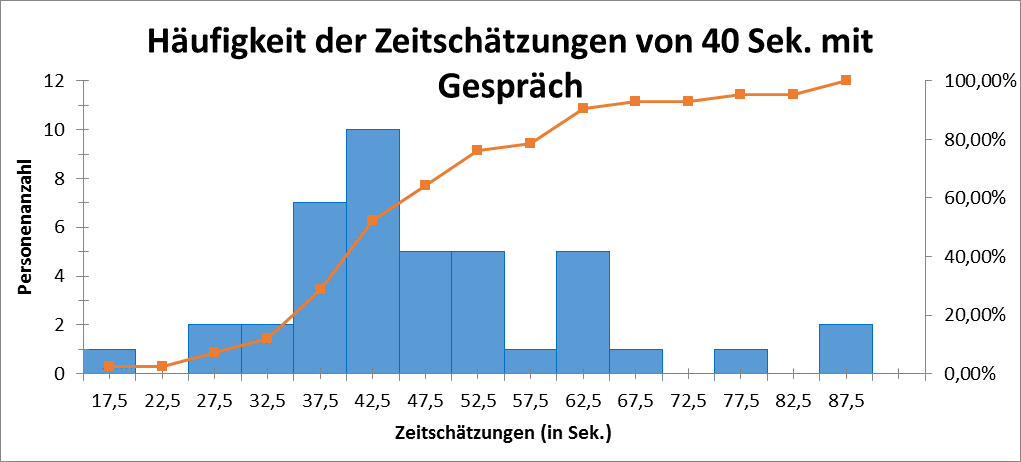 Häufigkeit der Zeitschätzungen von 40 Sek. mit
Gespräch
12
10
8
6
4
2
0
Personenanzahl
100,00%
80,00%
60,00%
40,00%
20,00%
0,00%
17,5 22,5 27,5 32,5 37,5 42,5 47,5 52,5 57,5 62,5 67,5 72,5 77,5 82,5 87,5
Zeitschätzungen (in Sek.)